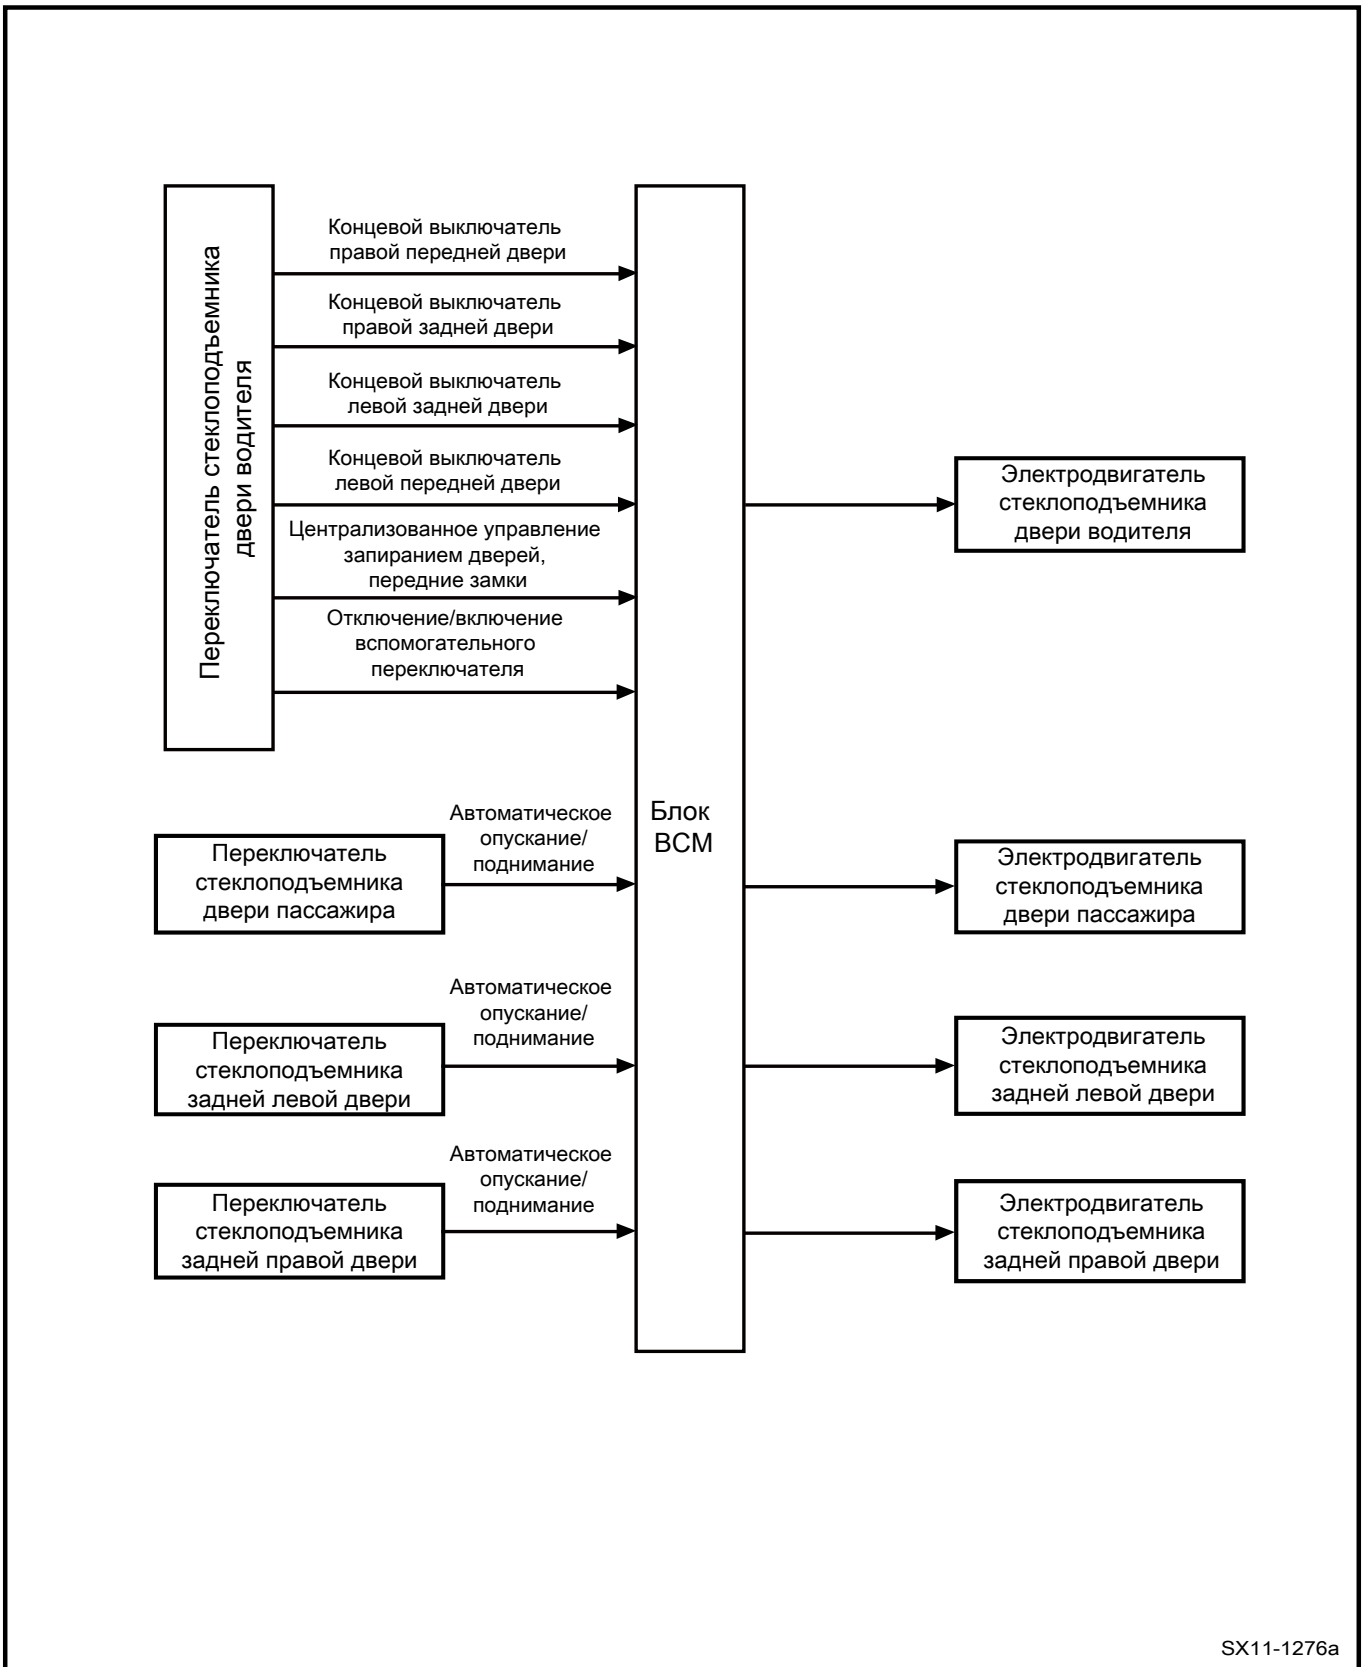 Переключатель стеклоподъемника
двери водителя
Концевой выключатель
правой передней двери
Концевой выключатель
правой задней двери
Концевой выключатель
левой задней двери
Концевой выключатель
левой передней двери
Централизованное управление
запиранием дверей,
передние замки
Отключение/включение
вспомогательного
переключателя
Блок
BCM
Электродвигатель
стеклоподъемника
двери водителя
Переключатель
стеклоподъемника
двери пассажира
Автоматическое
опускание/
поднимание
Электродвигатель
стеклоподъемника
двери пассажира
Переключатель
стеклоподъемника
задней левой двери
Автоматическое
опускание/
поднимание
Электродвигатель
стеклоподъемника
задней левой двери
Переключатель
стеклоподъемника
задней правой двери
Автоматическое
опускание/
поднимание
Электродвигатель
стеклоподъемника
задней правой двери
SX11-1276a